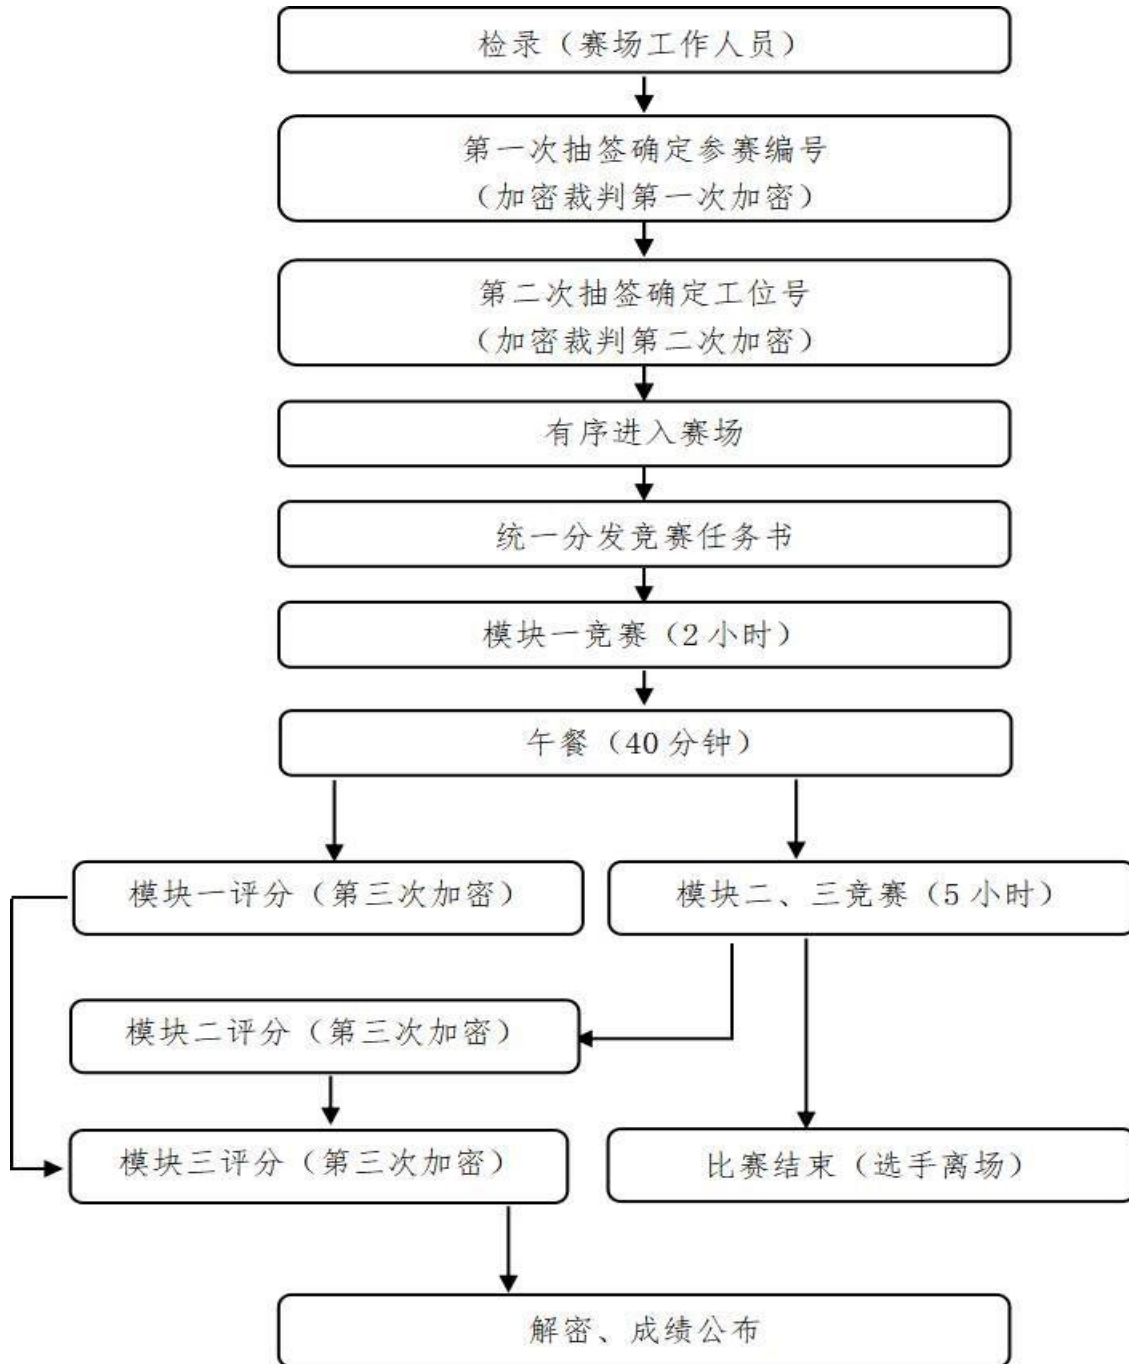 检录（赛场工作人员）
第一次抽签确定参赛编号
（加密裁判第一次加密）
第二次抽签确定工位号
（加密裁判第二次加密）
有序进入赛场
统一分发竞赛任务书
模块一竞赛（2 小时）
午餐（40 分钟）
模块一评分（第三次加密）
模块二、三竞赛（5 小时）
模块二评分（第三次加密）
模块三评分（第三次加密）
比赛结束（选手离场）
解密、成绩公布